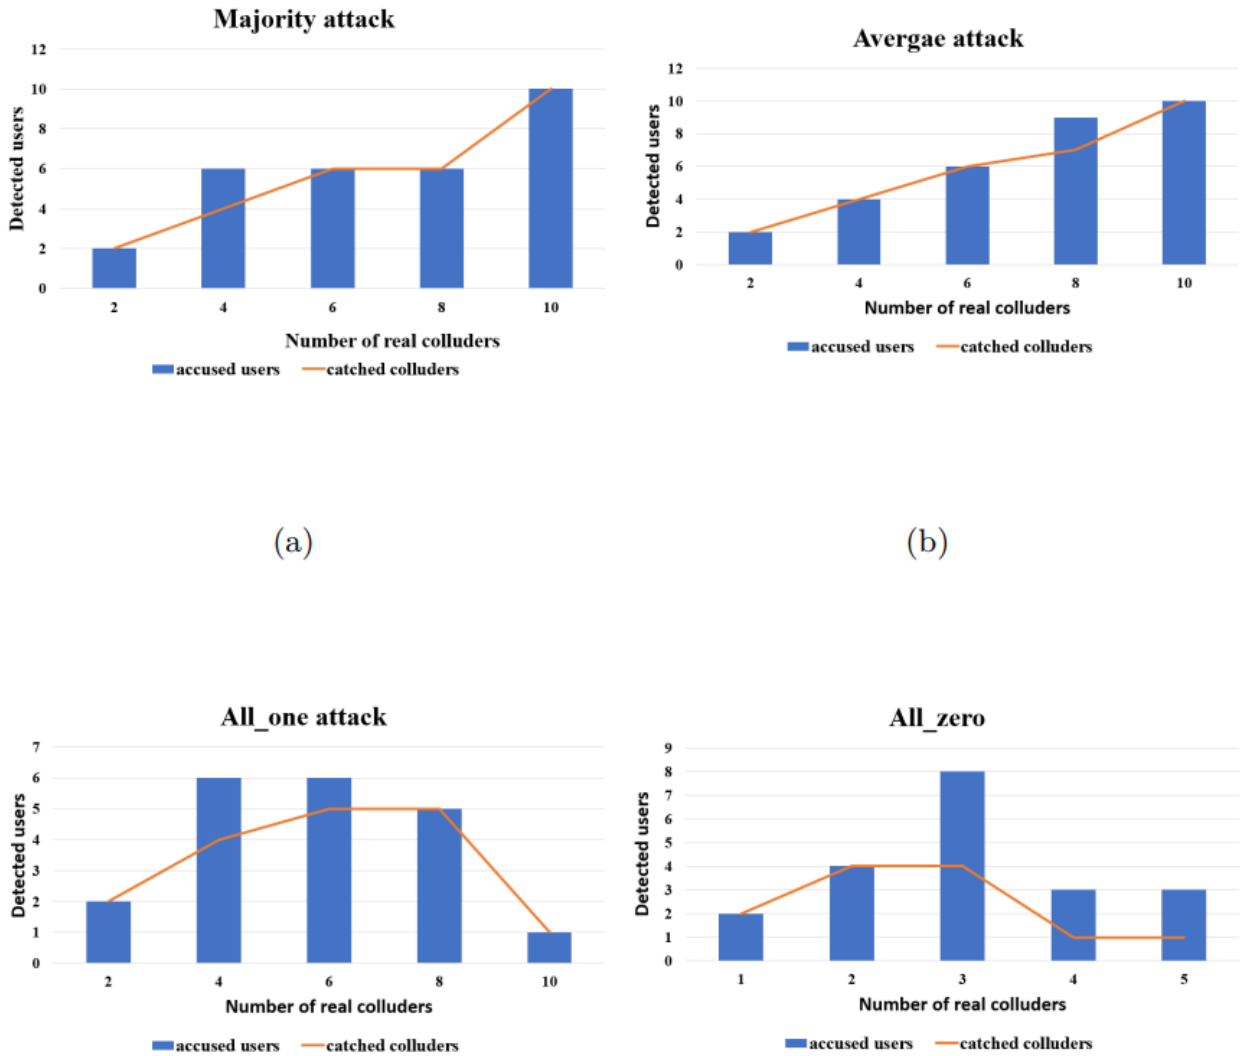 Majority attack
12
10
8
6
4
2
0
Detected users
2 4 6 8 10
Number of real colluders
accused users catched colluders
Avergae attack
12
10
8
6
4
2
0
Detected users
2 4 6 8 10
Number of real colluders
accused users catched colluders
(a)
(b)
All_one attack
7
6
5
4
3
2
1
0
Detected users
2 4 6 8 10
Number of real colluders
accused users catched colluders
All_zero
9
8
7
6
5
4
3
2
1
0
Detected users
1 2 3 4 5
Number of real colluders
accused users catched colluders